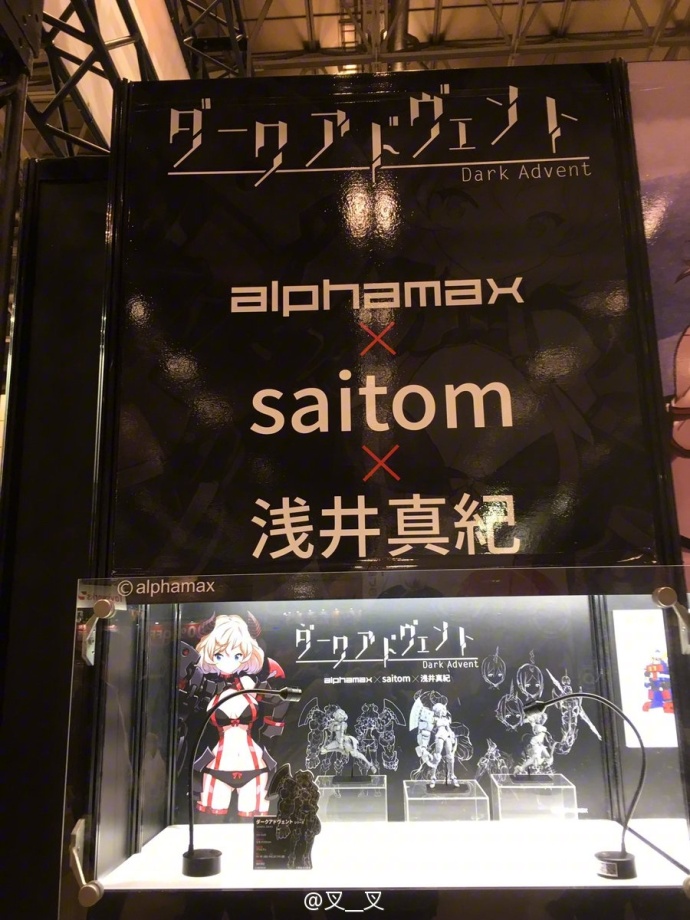 ダークアドヴェント
Dark Advent
alphamax
×
saitom
×
浅井真紀
©alphamax
ダークアドヴェント
Dark Advent
alphamax×saitom×浅井真紀
ダークアドヴェント
@叉__叉